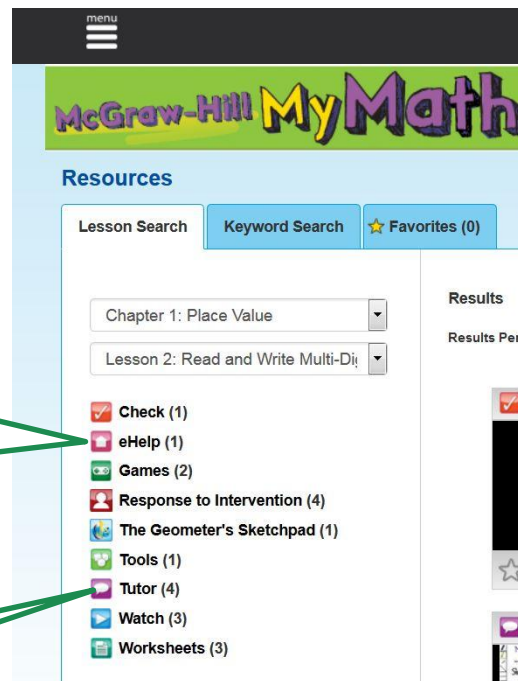 menu
McGraw-Hill My Math
Resources
Lesson Search
Keyword Search
Favorites (0)
Chapter 1: Place Value
Lesson 2: Read and Write Multi-Di
Results
Results Per
Check (1)
eHelp (1)
Games (2)
Response to Intervention (4)
The Geometer's Sketchpad (1)
Tools (1)
Tutor (4)
Watch (3)
Worksheets (3)